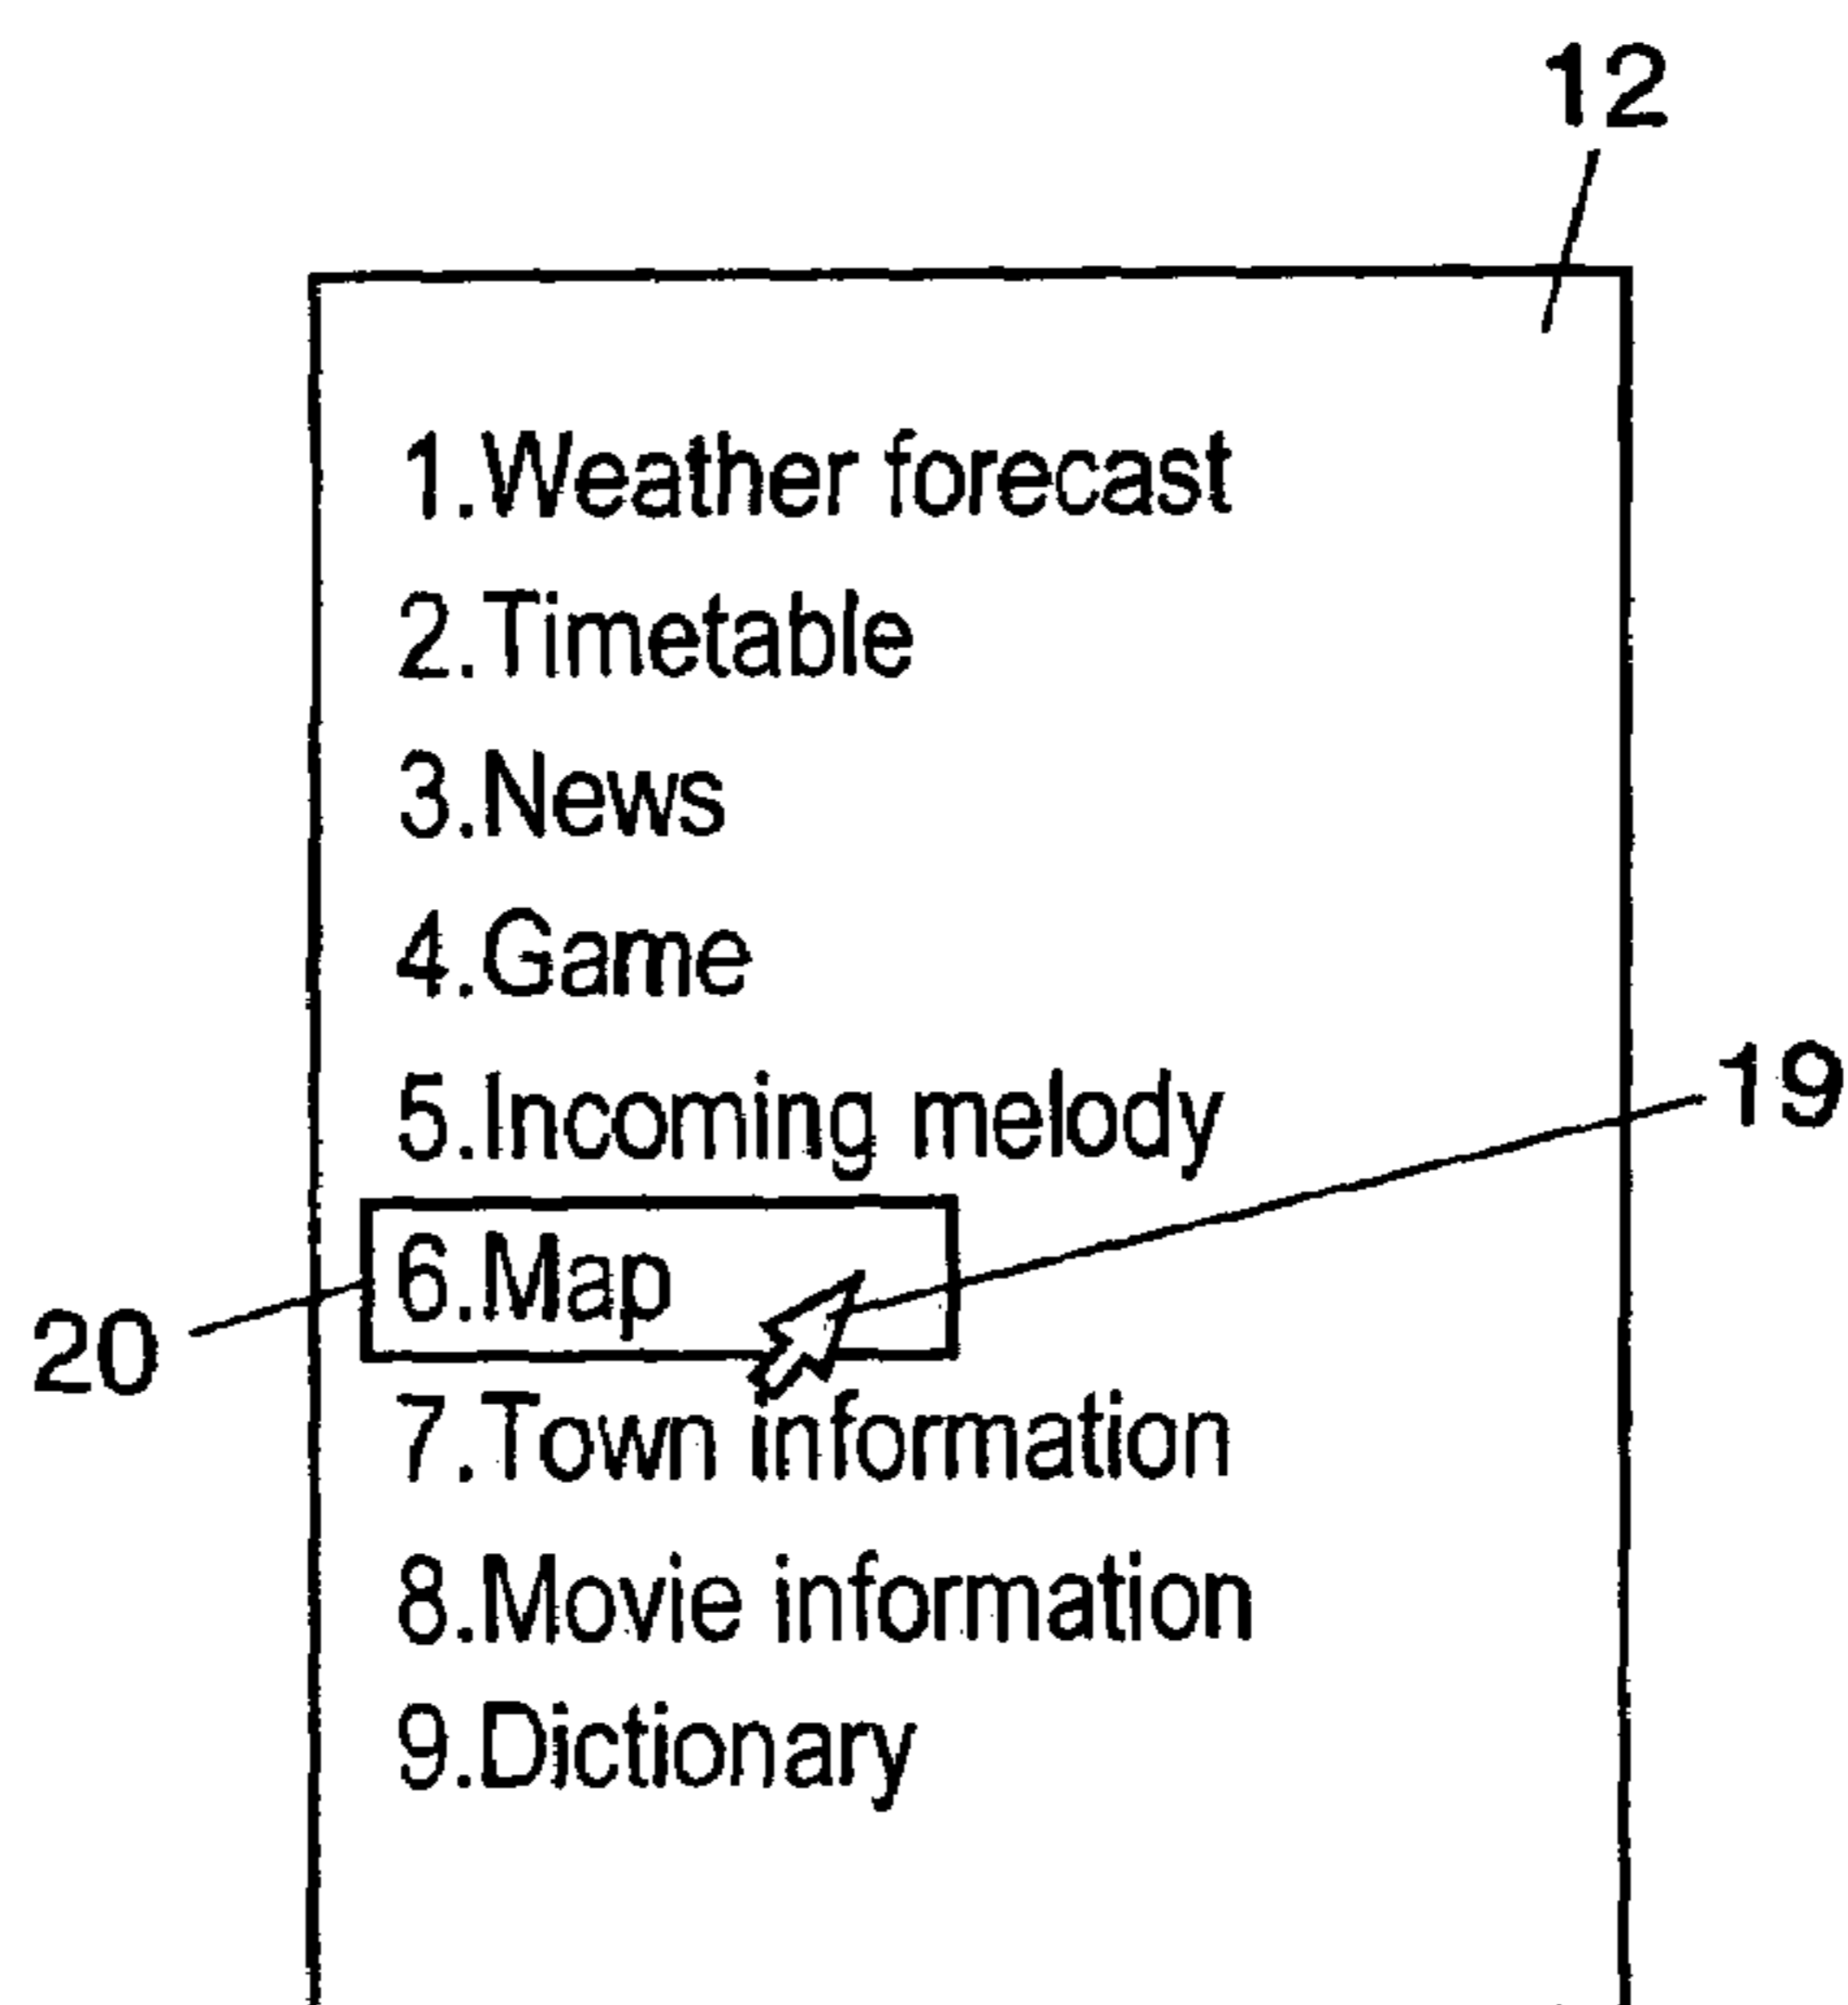 12
1.Weather forecast
2.Timetable
3.News
4.Game
5.Incoming melody
19
6.Map
20
7.Town information
8.Movie information
9.Dictionary